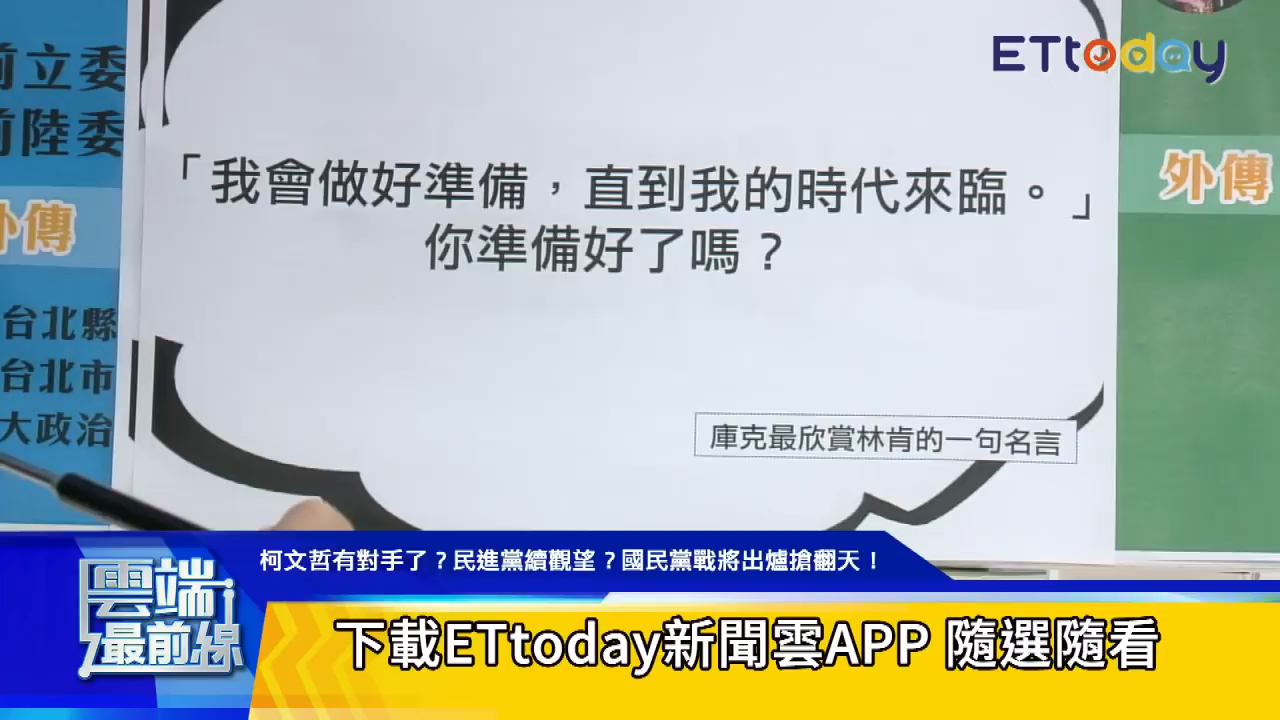 ETtoday
前立委
前陸委
外傳
台北縣
台北市
大政治
「我會做好準備，直到我的時代來臨。」
你準備好了嗎？
庫克最欣賞林肯的一句名言
外傳
柯文哲有對手了？民進黨續觀望？國民黨戰將出爐搶翻天！
雲端
最前線
下載ETtoday新聞雲APP 隨選隨看